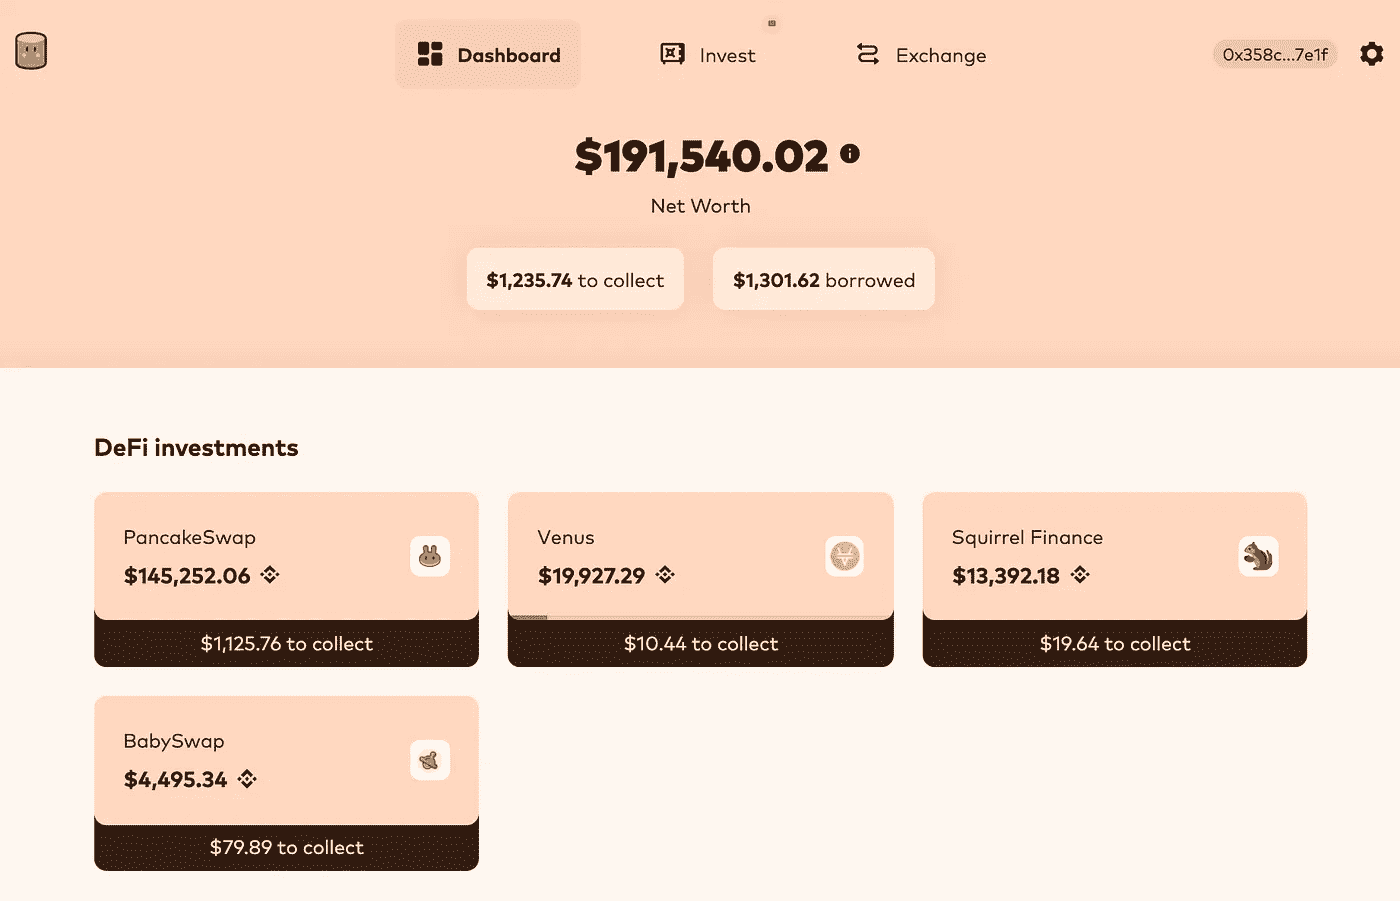 Dashboard
Invest
Exchange
0x358c...7e1f
$191,540.02
Net Worth
$1,235.74 to collect
$1,301.62 borrowed
DeFi investments
PancakeSwap
$145,252.06
$1,125.76 to collect
Venus
$19,927.29
$10.44 to collect
Squirrel Finance
$13,392.18
$19.64 to collect
BabySwap
$4,495.34
$79.89 to collect